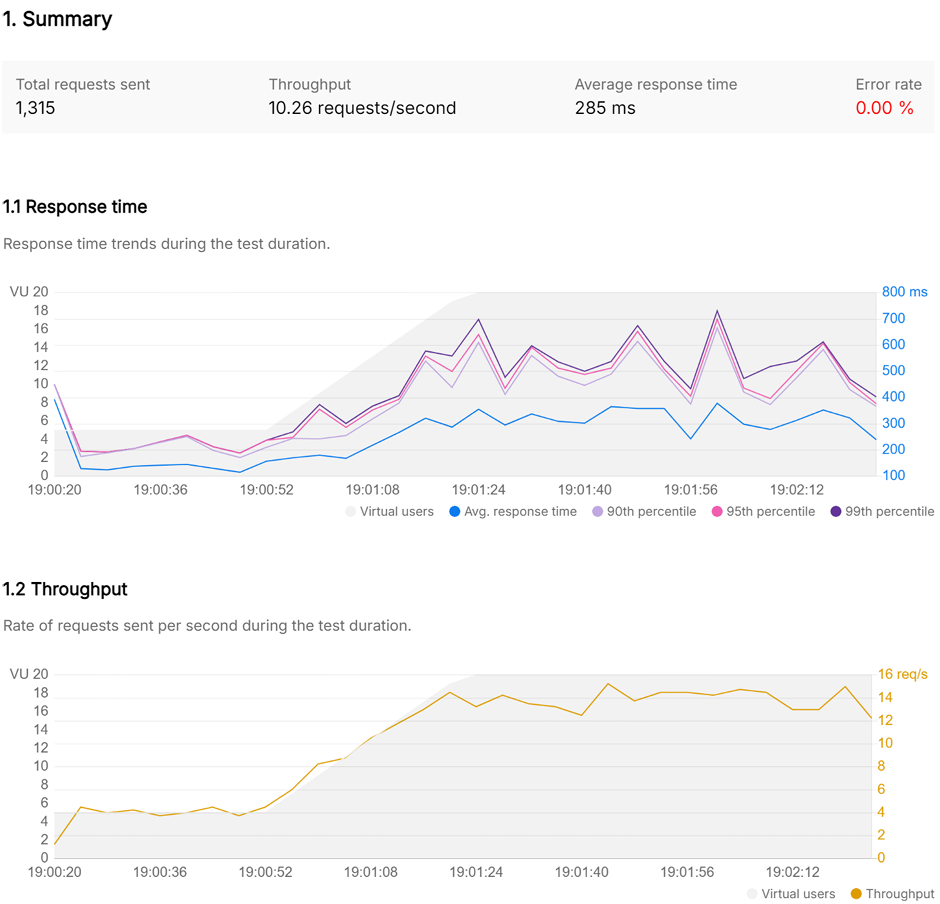 1. Summary
Total requests sent Throughput Average response time Error rate
1,315 10.26 requests/second 285 ms 0.00 %
1.1 Response time
Response time trends during the test duration.
VU 20 800 ms
18 700
16 600
14 500
12 400
10 300
8 200
6 100
4
2
0
19:00:20 19:00:36 19:00:52 19:01:08 19:01:24 19:01:40 19:01:56 19:02:12
Virtual users Avg. response time 90th percentile 95th percentile 99th percentile
1.2 Throughput
Rate of requests sent per second during the test duration.
VU 20 16 req/s
18 14
16 12
14 10
12 8
10 6
8 4
6 2
4 0
2
0
19:00:20 19:00:36 19:00:52 19:01:08 19:01:24 19:01:40 19:01:56 19:02:12
Virtual users Throughput